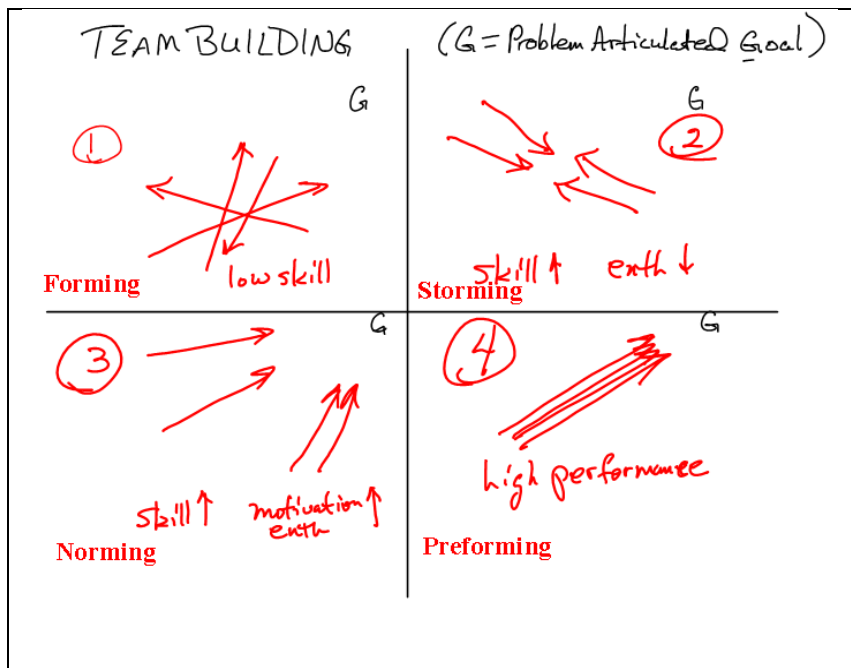 TEAM BUILDING (G = Problem Articulated Goal)
G
1
low skill
Forming
G
2
skill ↑ enth ↓
Storming
G
3
skill ↑ motivation ↑
enth
Norming
G
4
high performance
Preforming